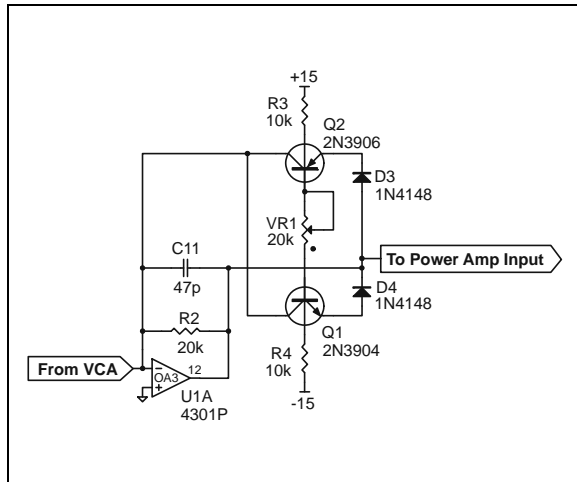 +15
R3
10k
Q2
2N3906
D3
1N4148
VR1
20k
C11
47p
To Power Amp Input
D4
1N4148
Q1
2N3904
R2
20k
R4
10k
From VCA
OA3
12
U1A
4301P
-15